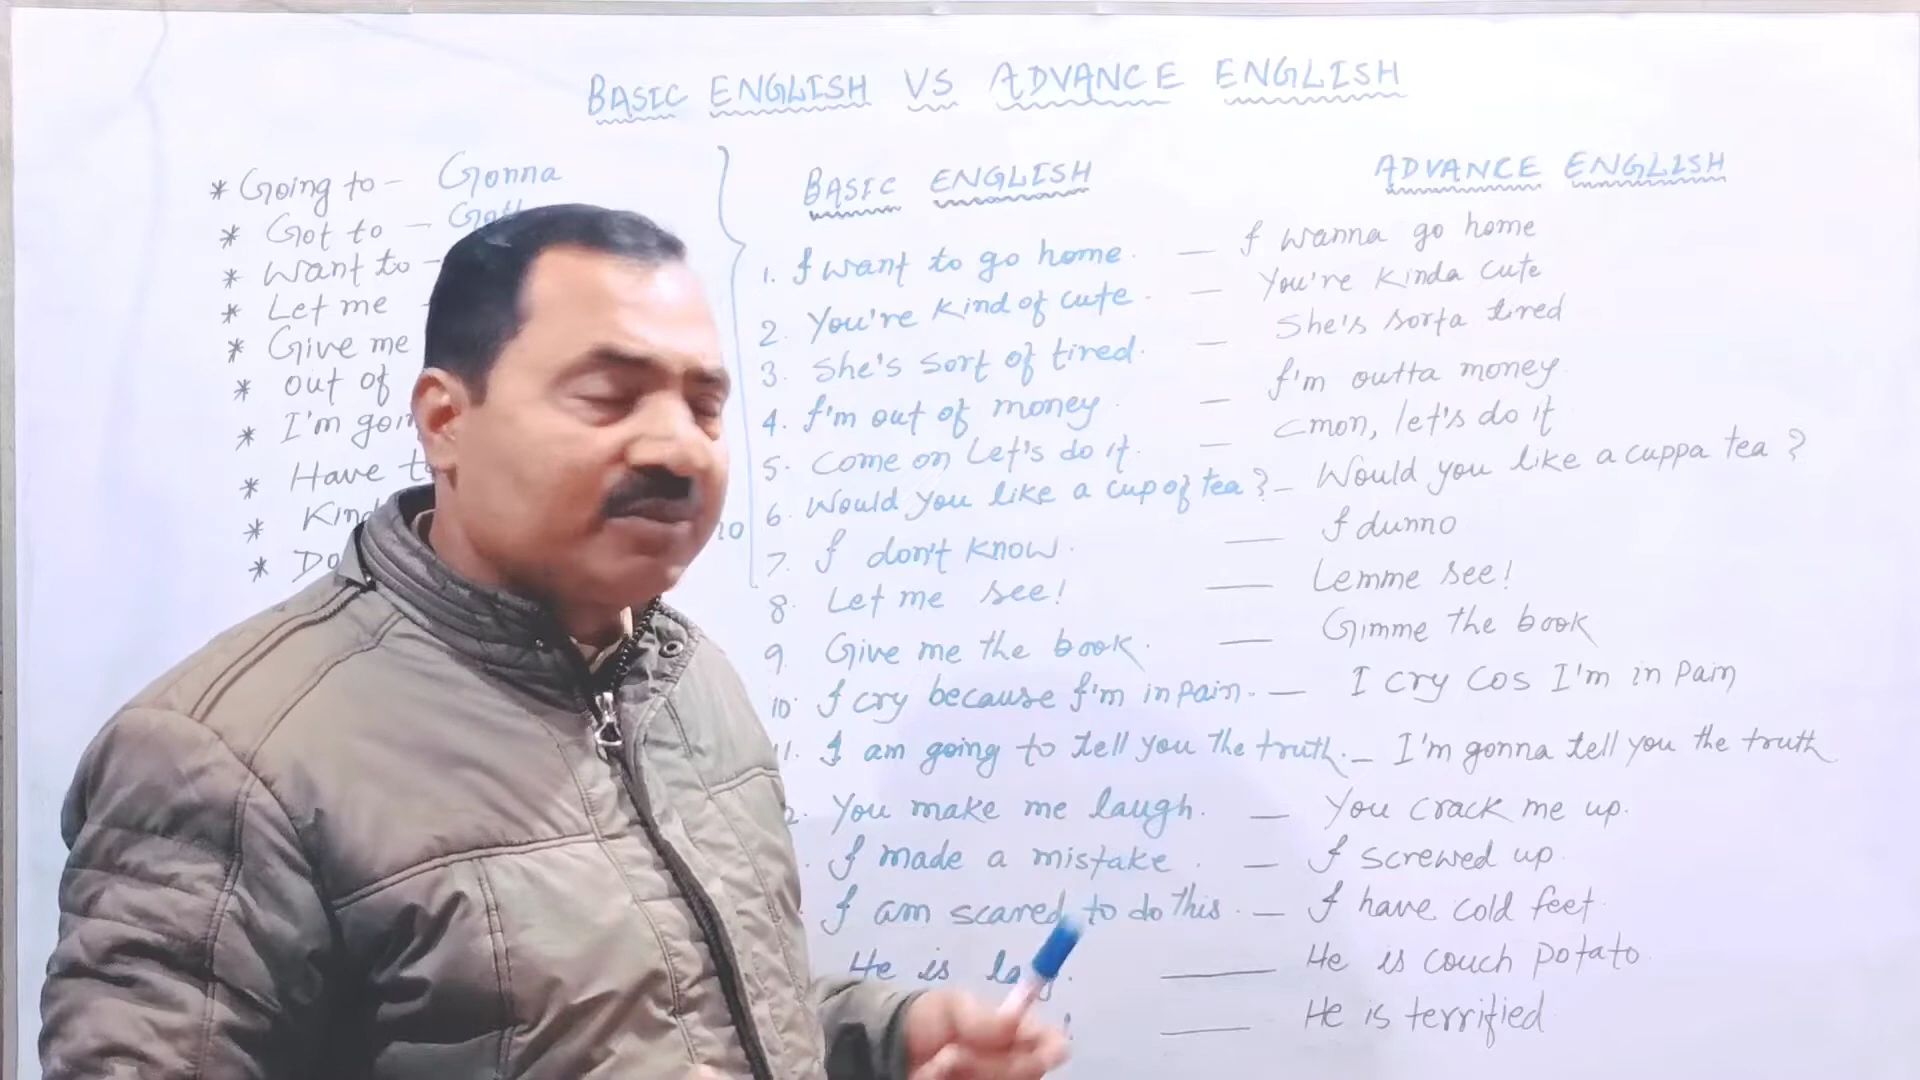 BASIC ENGLISH VS ADVANCE ENGLISH
* Going to - Gonna
* Got to -
* Want to -
* Let me
* Give me
* out of
* I'm
* Have
*
*
10
BASIC ENGLISH
ADVANCE ENGLISH
1. I want to go home. — I wanna go home
2. You're kind of cute. — You're kinda cute
3. She's sort of tired. — She's sorta tired
4. I'm out of money. — I'm outta money.
5. Come on Let's do it. — Cmon, let's do it
6. Would you like a cup of tea? - Would you like a cuppa tea?
7. I don't know. — I dunno
8. Let me see! — Lemme see!
9. Give me the book. — Gimme the book
10. I cry because I'm in pain. — I cry cos I'm in pain
11. I am going to tell you the truth. - I'm gonna tell you the truth
You make me laugh. — You crack me up.
I made a mistake. — I screwed up.
I am scared to do this. — I have cold feet.
He is — He is couch potato
— He is terrified